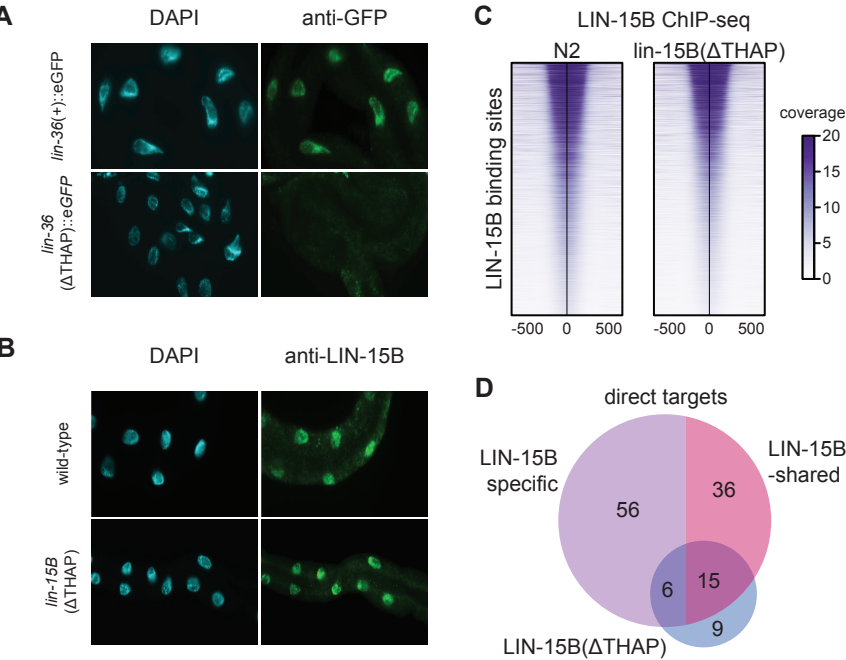 A
DAPI
anti-GFP
lin-36(+)::eGFP
lin-36
(ΔTHAP)::eGFP
B
DAPI
anti-LIN-15B
wild-type
lin-15B
(ΔTHAP)
C
LIN-15B ChIP-seq
N2
lin-15B(ΔTHAP)
LIN-15B binding sites
coverage
20
15
10
5
0
-500
0
500
-500
0
500
D
direct targets
LIN-15B
specific
LIN-15B
-shared
56
36
6
15
9
LIN-15B(ΔTHAP)